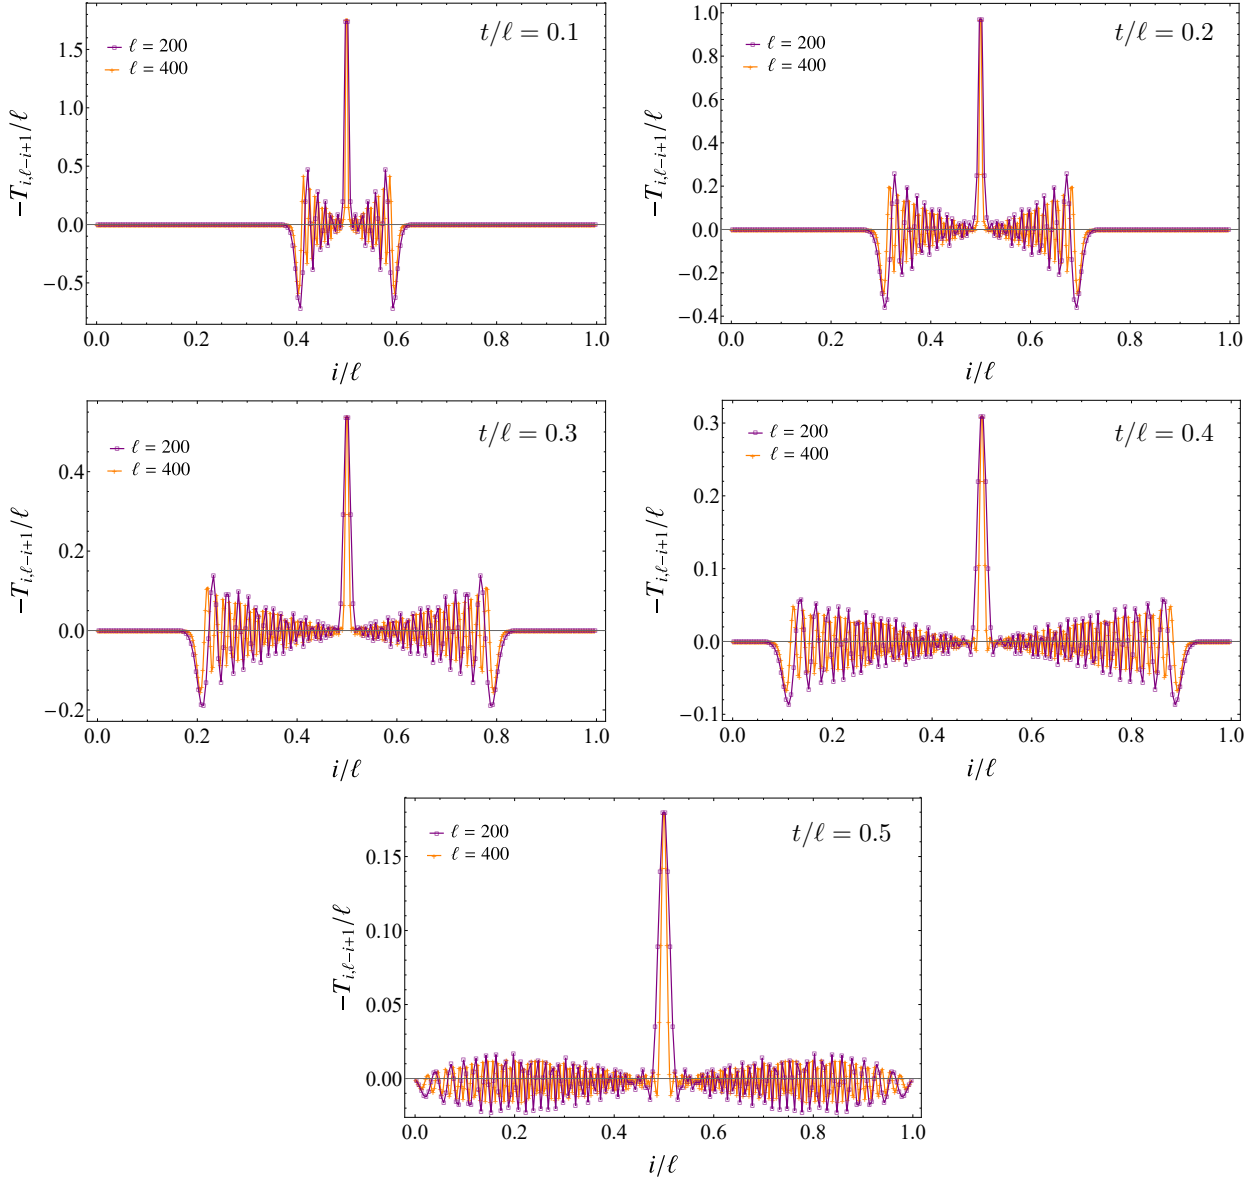 t/ℓ = 0.1
ℓ = 200
ℓ = 400
−T_{i,ℓ−i+1}/ℓ
1.5
1.0
0.5
0.0
−0.5
0.0 0.2 0.4 0.6 0.8 1.0
i/ℓ
t/ℓ = 0.2
ℓ = 200
ℓ = 400
−T_{i,ℓ−i+1}/ℓ
1.0
0.8
0.6
0.4
0.2
0.0
−0.2
−0.4
0.0 0.2 0.4 0.6 0.8 1.0
i/ℓ
t/ℓ = 0.3
ℓ = 200
ℓ = 400
−T_{i,ℓ−i+1}/ℓ
0.4
0.2
0.0
−0.2
0.0 0.2 0.4 0.6 0.8 1.0
i/ℓ
t/ℓ = 0.4
ℓ = 200
ℓ = 400
−T_{i,ℓ−i+1}/ℓ
0.3
0.2
0.1
0.0
−0.1
0.0 0.2 0.4 0.6 0.8 1.0
i/ℓ
t/ℓ = 0.5
ℓ = 200
ℓ = 400
−T_{i,ℓ−i+1}/ℓ
0.15
0.10
0.05
0.00
0.0 0.2 0.4 0.6 0.8 1.0
i/ℓ